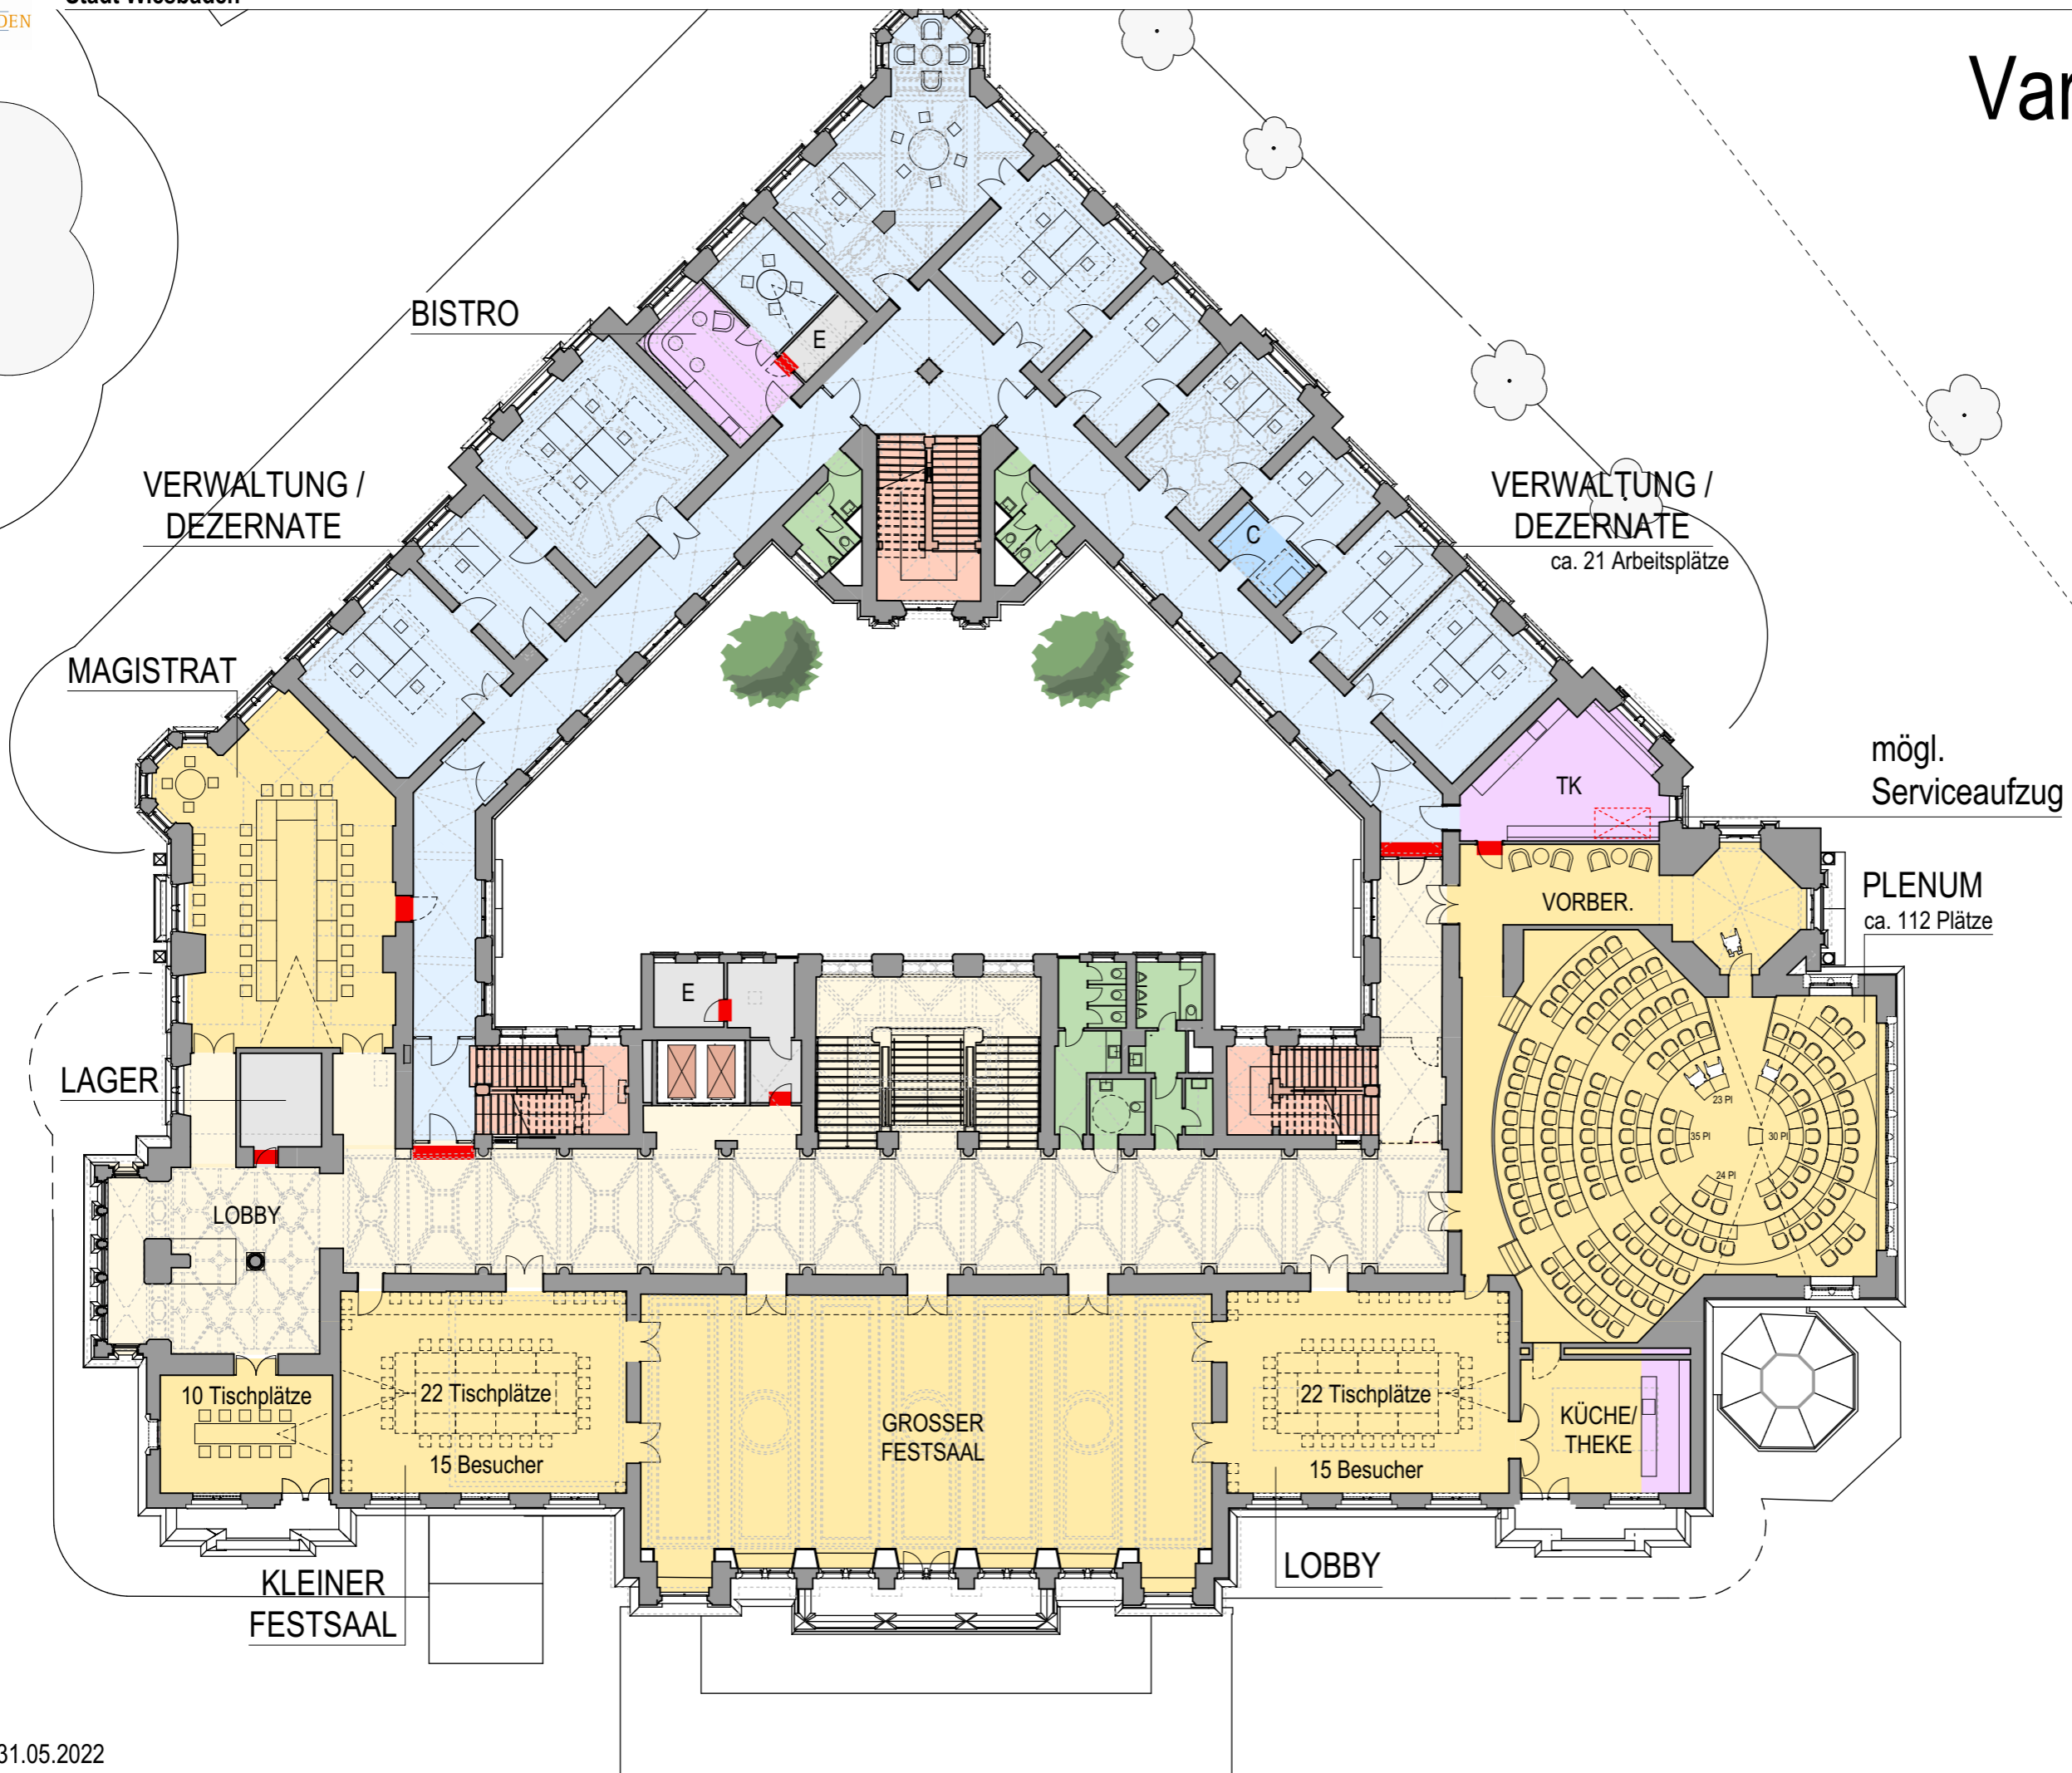 BISTRO
E
VERWALTUNG /
DEZERNATE
VERWALTUNG /
DEZERNATE
ca. 21 Arbeitsplätze
C
MAGISTRAT
mögl.
Serviceaufzug
TK
PLENUM
ca. 112 Plätze
VORBER.
E
LAGER
23 Pl
35 Pl
30 Pl
24 Pl
LOBBY
10 Tischplätze
22 Tischplätze
15 Besucher
GROSSER
FESTSAAL
22 Tischplätze
15 Besucher
KÜCHE/
THEKE
KLEINER
FESTSAAL
LOBBY
31.05.2022